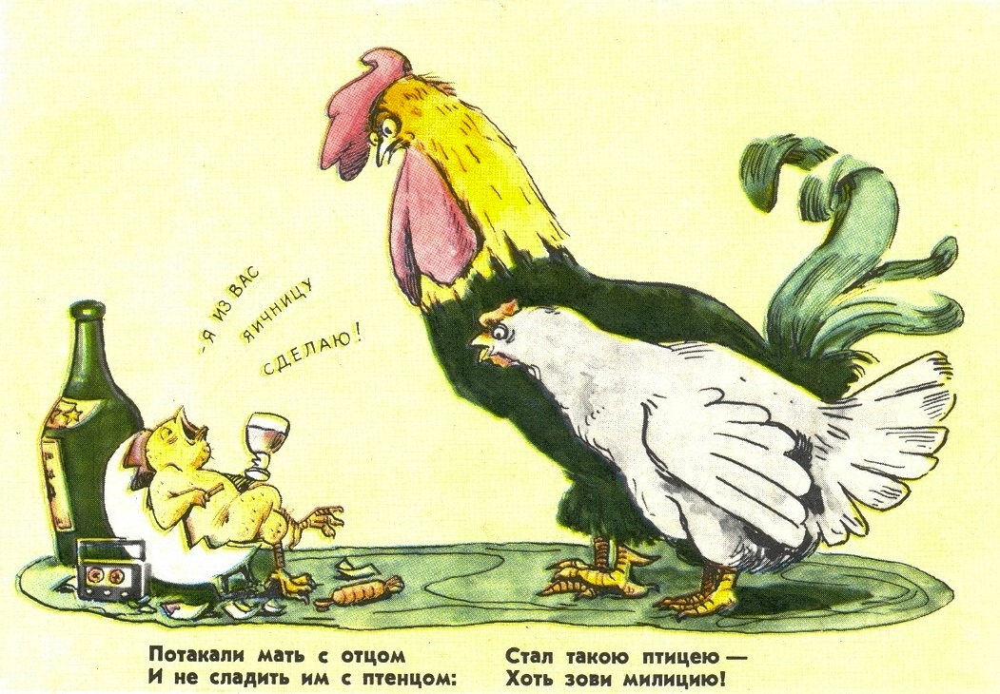 -Я ИЗ ВАС
ЯИЧНИЦУ
СДЕЛАЮ!
Потакали мать с отцом
И не сладить им с птенцом:
Стал такою птицею —
Хоть зови милицию!